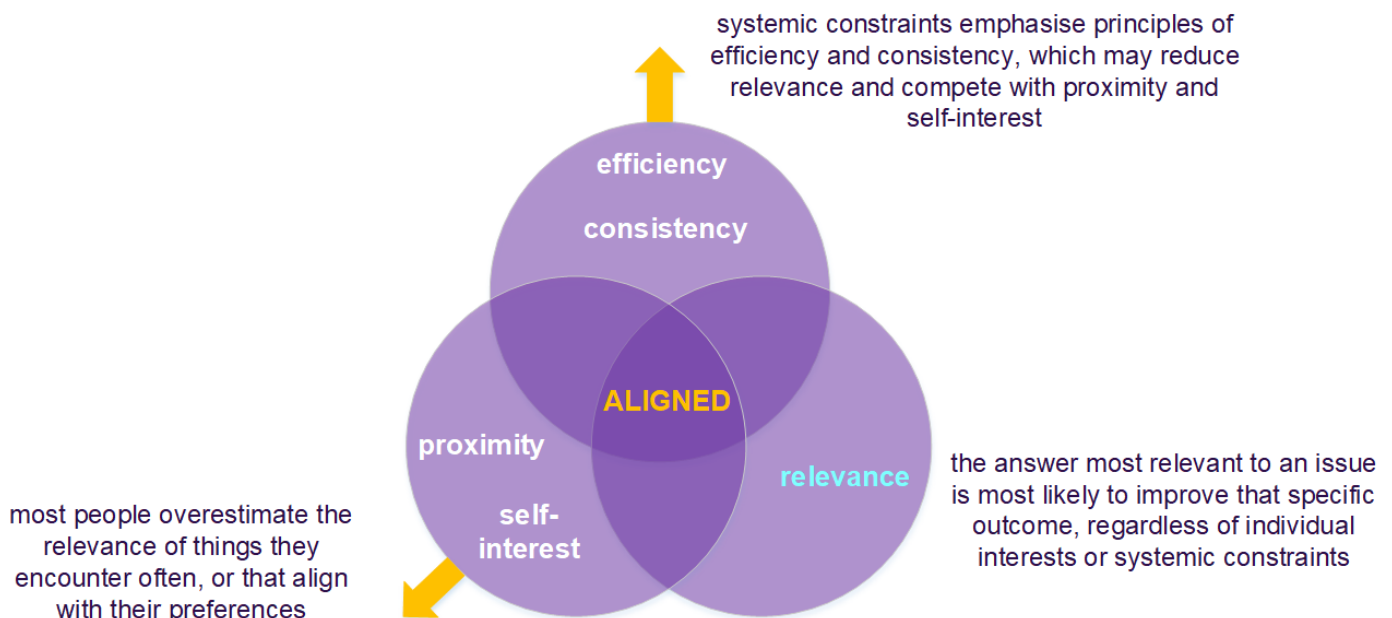 systemic constraints emphasise principles of
efficiency and consistency, which may reduce
relevance and compete with proximity and
self-interest
efficiency
consistency
ALIGNED
proximity
self-
interest
relevance
the answer most relevant to an issue
is most likely to improve that specific
outcome, regardless of individual
interests or systemic constraints
most people overestimate the
relevance of things they
encounter often, or that align
with their preferences